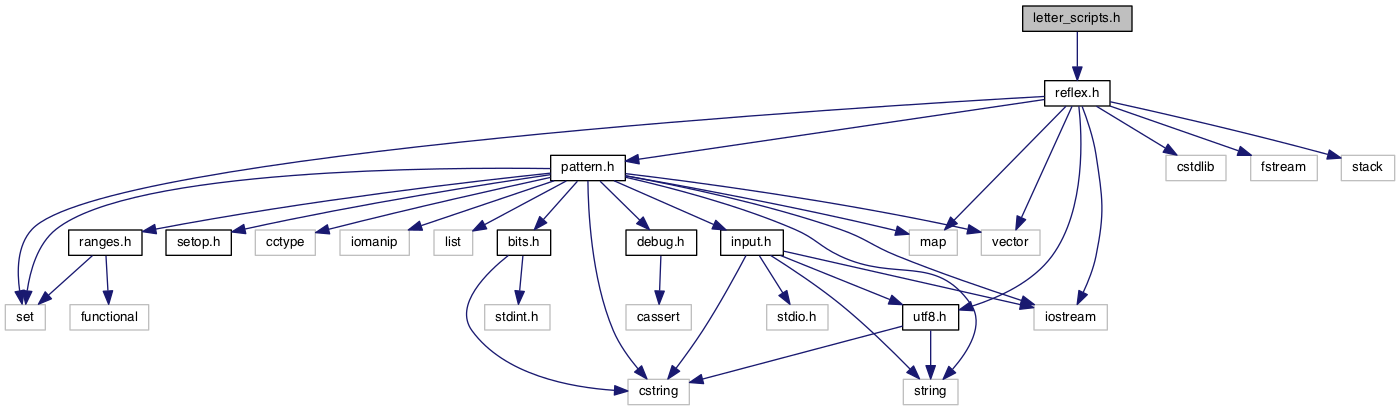 letter_scripts.h
reflex.h
pattern.h
cstdlib
fstream
stack
ranges.h
setop.h
cctype
iomanip
list
bits.h
debug.h
input.h
map
vector
set
functional
stdint.h
cassert
stdio.h
utf8.h
iostream
cstring
string